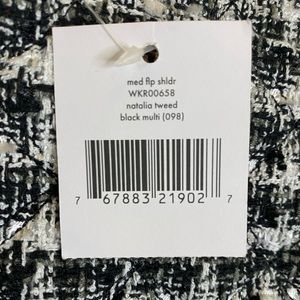 med flp shldr
WKR00658
natalia tweed
black multi (098)
7 67883 21902 7